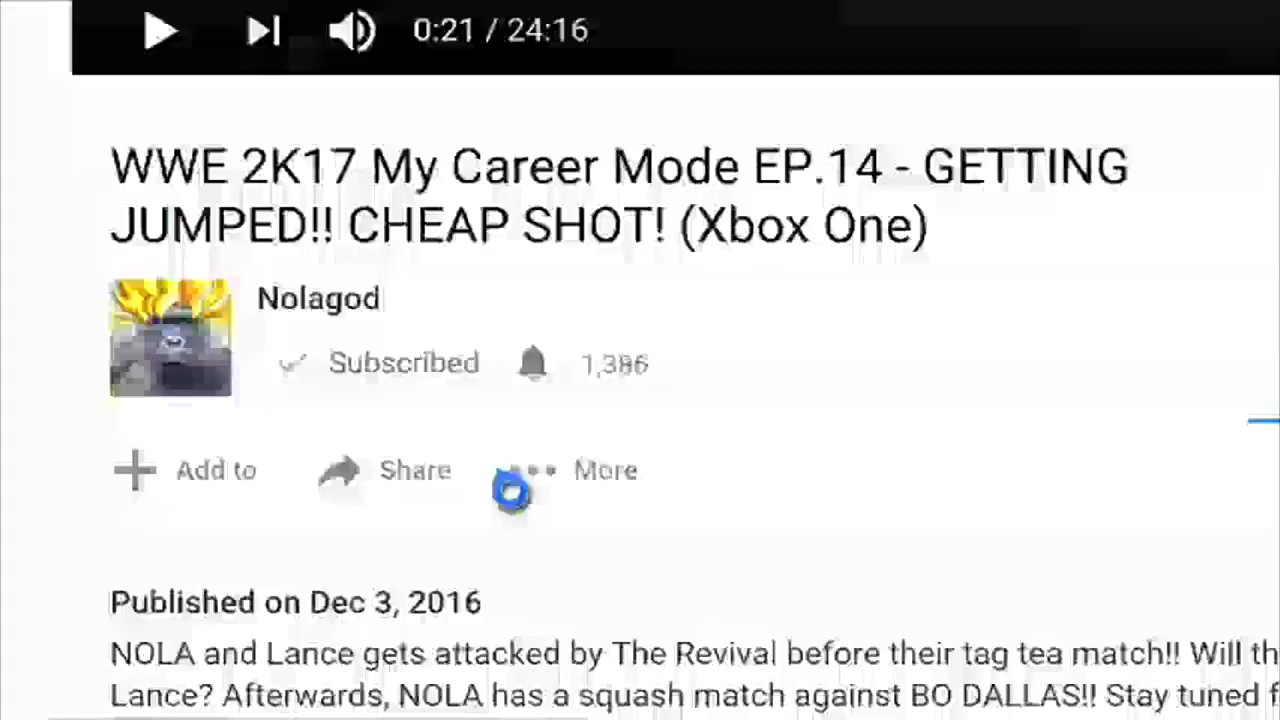 0:21 / 24:16
WWE 2K17 My Career Mode EP.14 - GETTING
JUMPED!! CHEAP SHOT! (Xbox One)
Nolagod
Subscribed 1,386
Add to Share More
Published on Dec 3, 2016
NOLA and Lance gets attacked by The Revival before their tag tea match!! Will
Lance? Afterwards, NOLA has a squash match against BO DALLAS!! Stay tuned